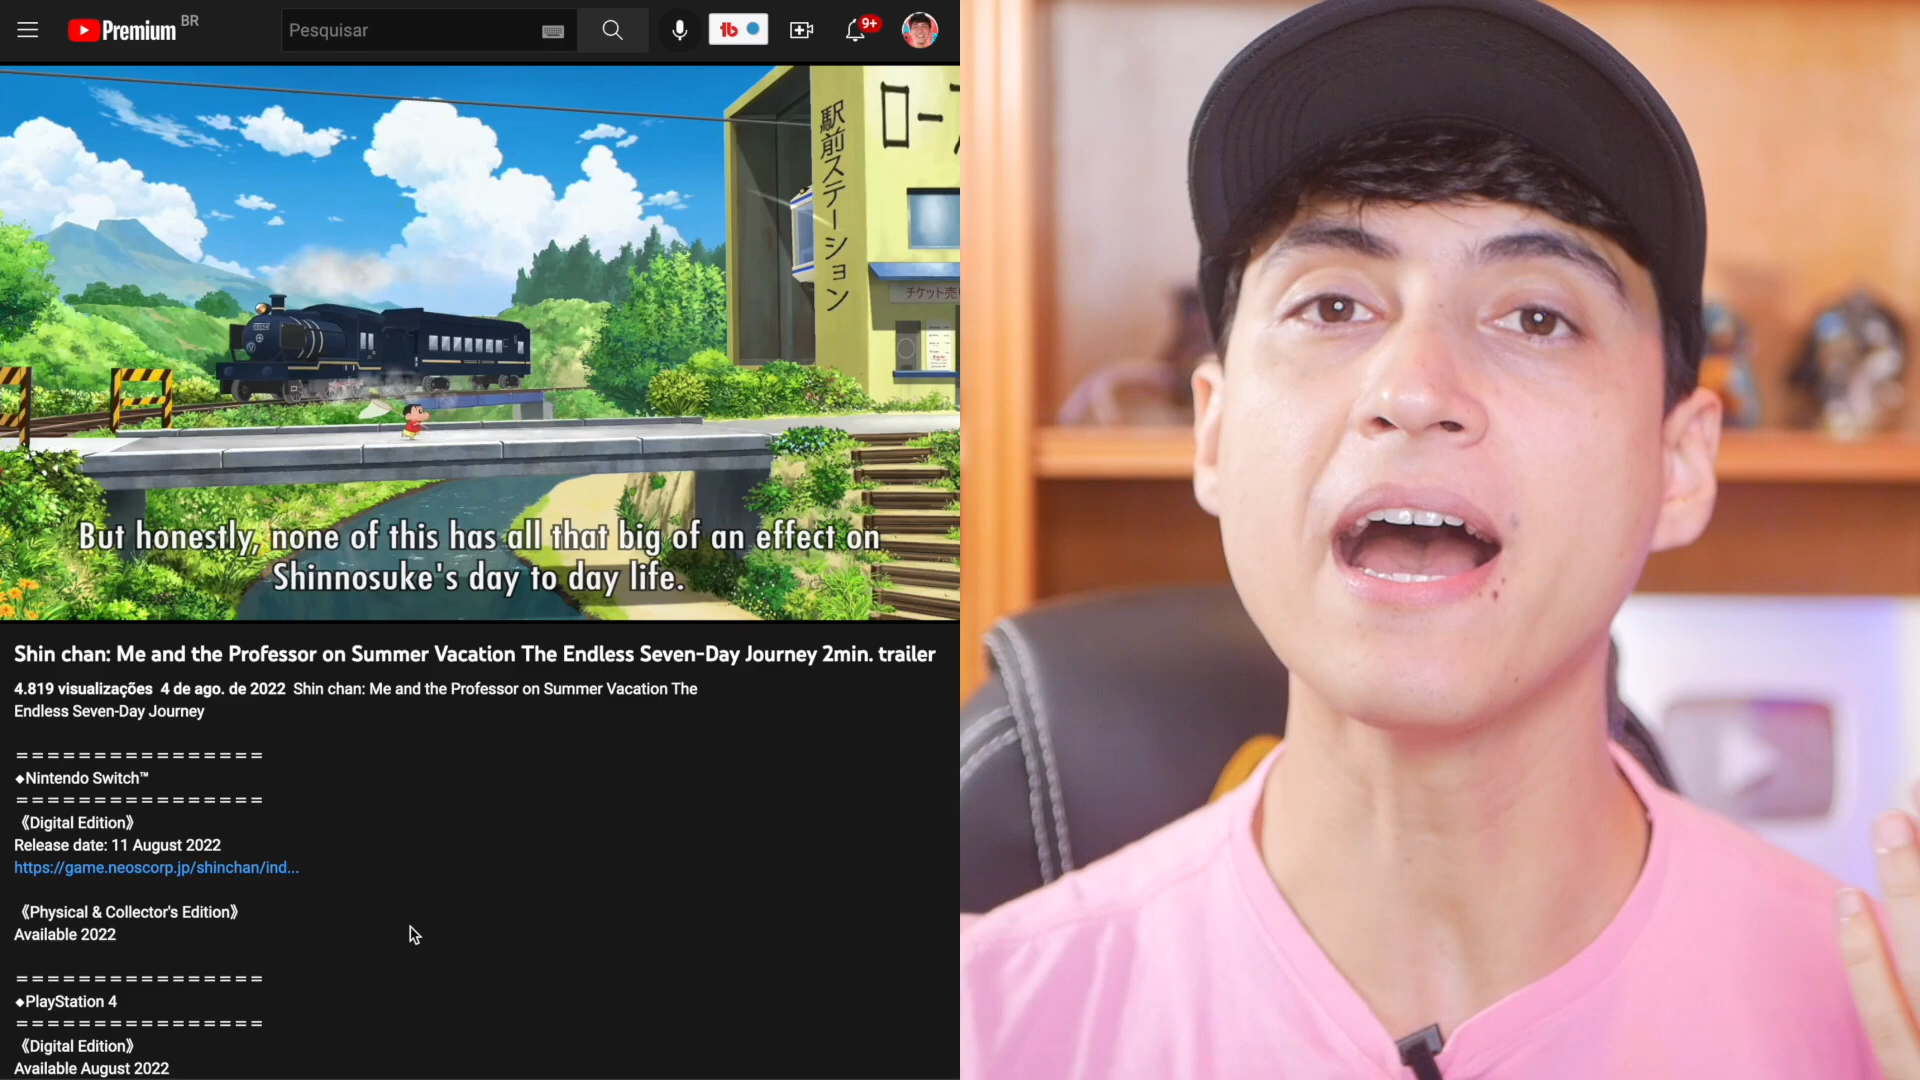 Premium BR
Pesquisar
9+
駅前ステーション
ロー
チケット売
But honestly, none of this has all that big of an effect on
Shinnosuke's day to day life.
Shin chan: Me and the Professor on Summer Vacation The Endless Seven-Day Journey 2min. trailer
4.819 visualizações 4 de ago. de 2022 Shin chan: Me and the Professor on Summer Vacation The
Endless Seven-Day Journey
================
◆Nintendo Switch™
================
《Digital Edition》
Release date: 11 August 2022
https://game.neoscorp.jp/shinchan/ind...
《Physical & Collector's Edition》
Available 2022
================
◆PlayStation 4
================
《Digital Edition》
Available August 2022